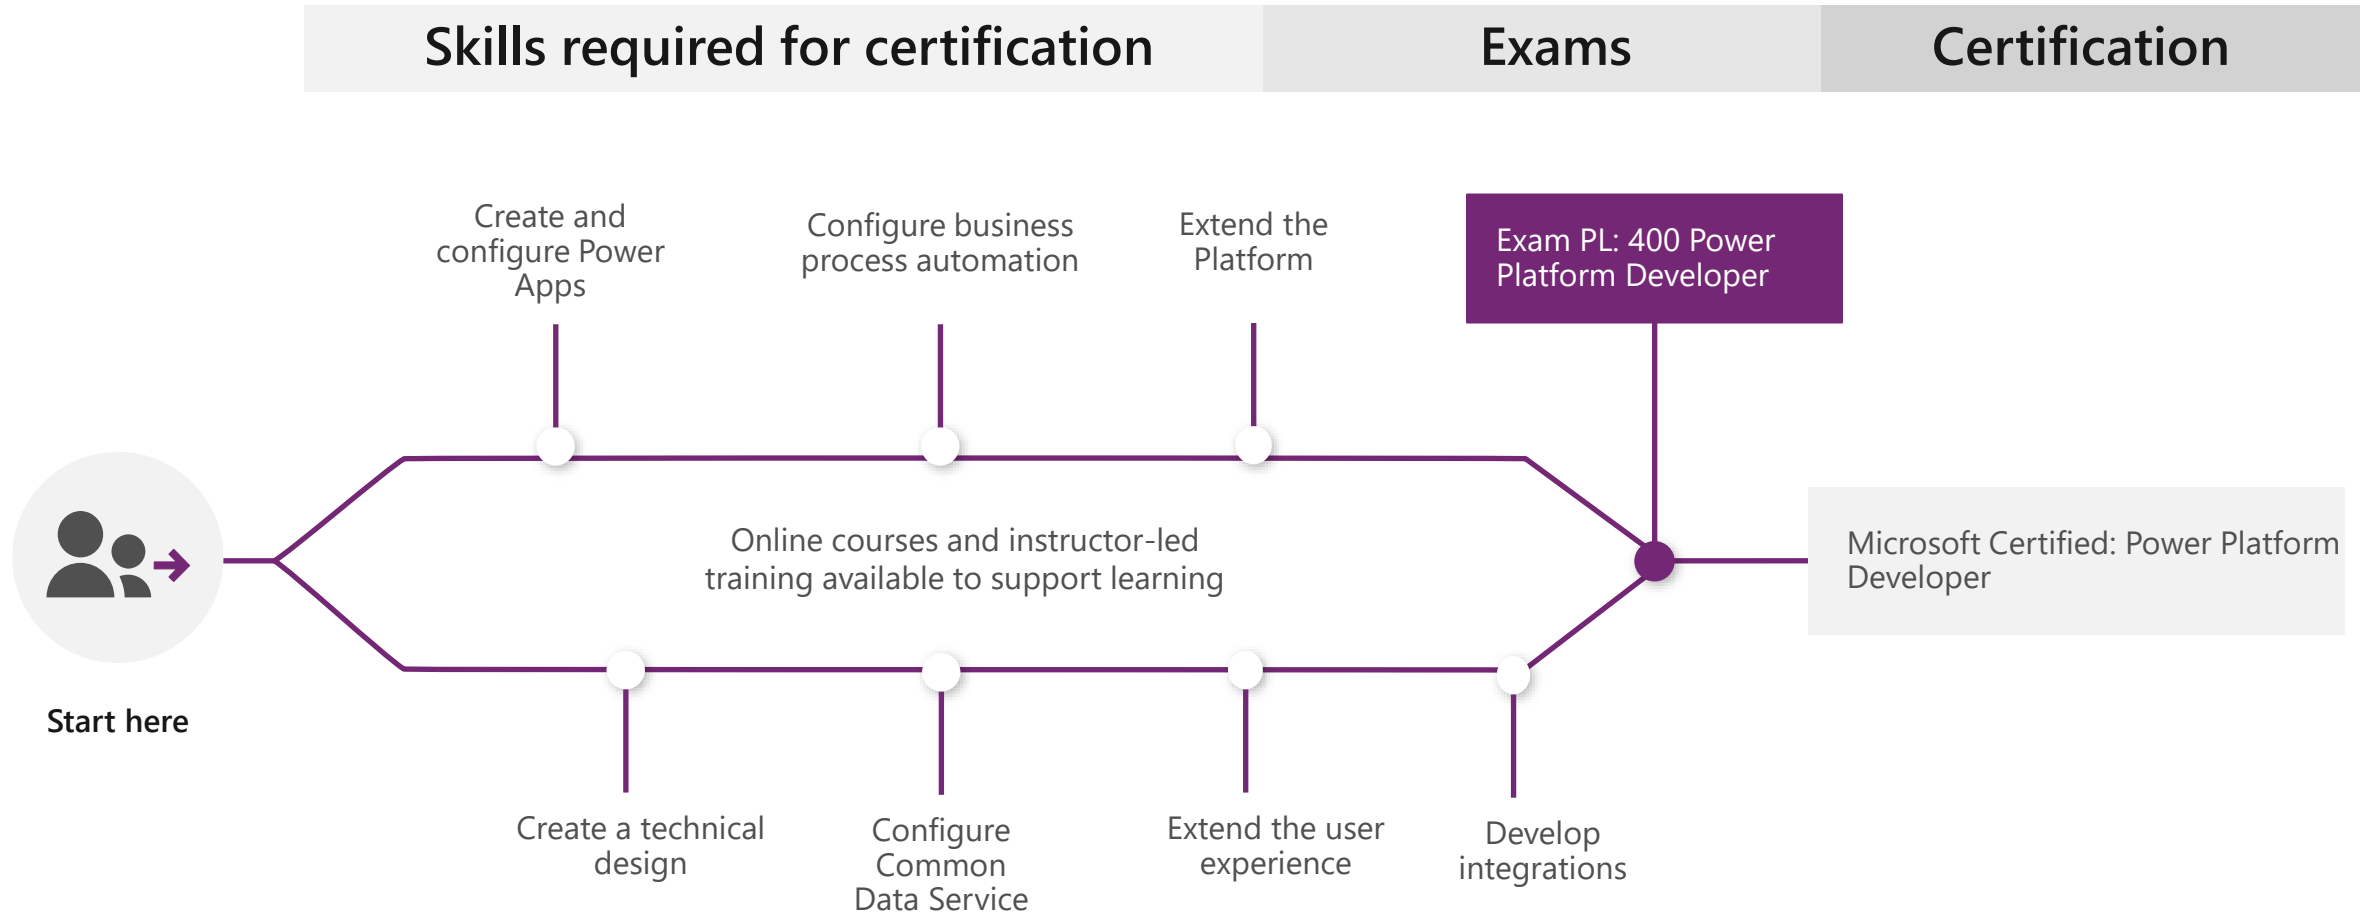 Skills required for certification
Exams
Certification
Create and
configure Power
Apps
Configure business
process automation
Extend the
Platform
Exam PL: 400 Power
Platform Developer
Online courses and instructor-led
training available to support learning
Microsoft Certified: Power Platform
Developer
Start here
Create a technical
design
Configure
Common
Data Service
Extend the user
experience
Develop
integrations